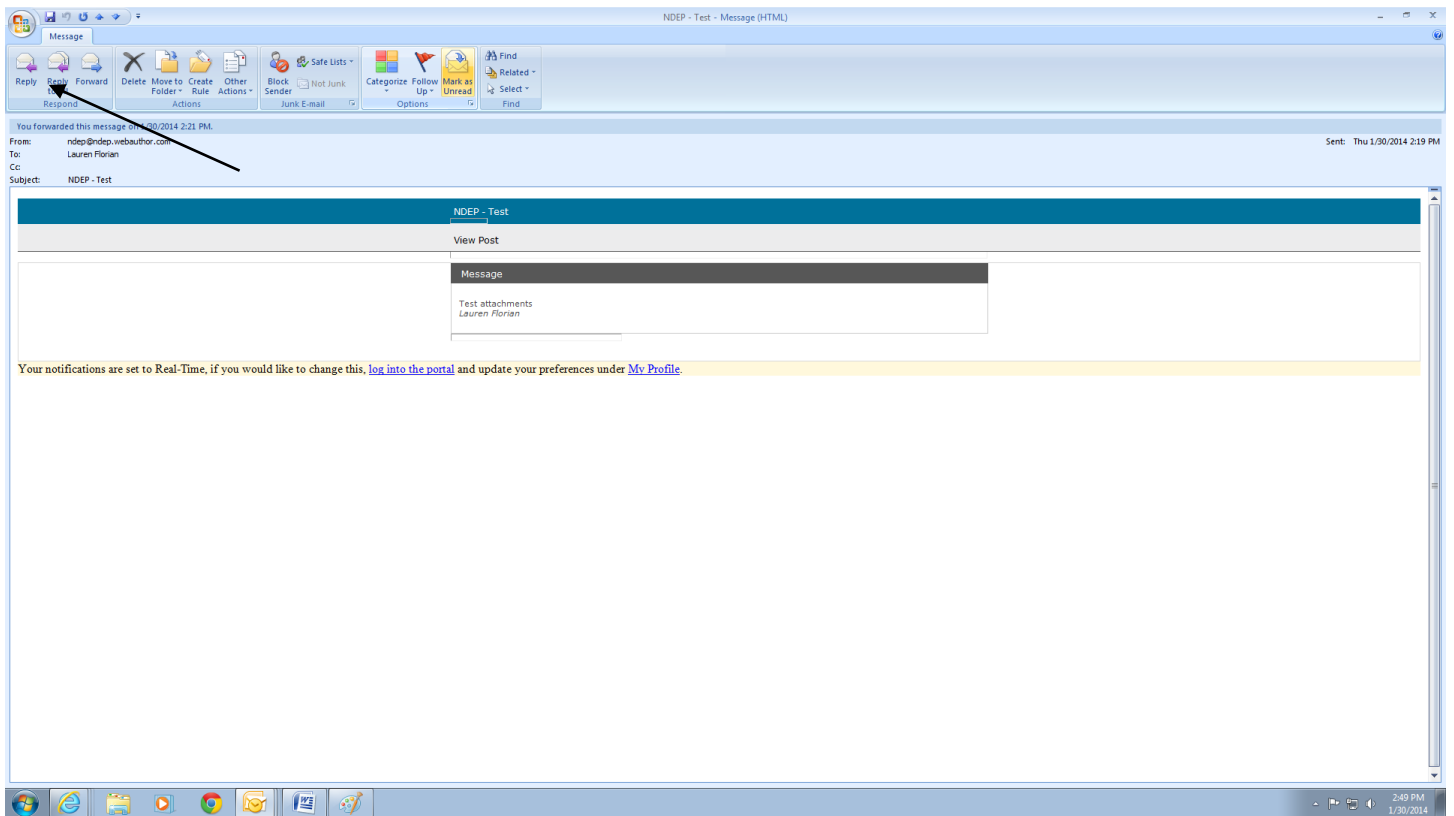 NDEP - Test - Message (HTML)
Message
Reply Reply to All Forward Delete Move to Folder Create Rule Other Actions Block Sender Safe Lists Not Junk Categorize Follow Up Mark as Unread Find Related Select
Respond Actions Junk E-mail Options Find
You forwarded this message on 1/30/2014 2:21 PM.
From: ndep@ndep.webauthor.com Sent: Thu 1/30/2014 2:19 PM
To: Lauren Florian
Cc:
Subject: NDEP - Test
NDEP - Test
View Post
Message
Test attachments
Lauren Florian
Your notifications are set to Real-Time, if you would like to change this, log into the portal and update your preferences under My Profile.
2:49 PM
1/30/2014